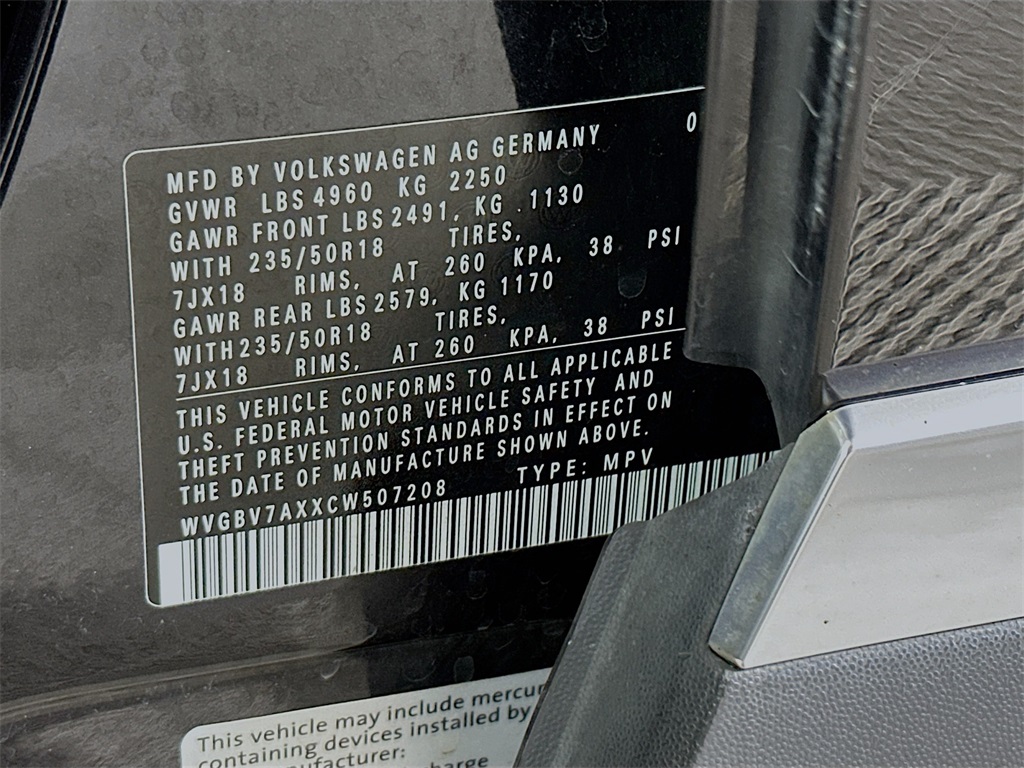 MFD BY VOLKSWAGEN AG GERMANY 0
GVWR LBS 4960 KG 2250
GAWR FRONT LBS 2491, KG 1130
WITH 235/50R18 TIRES,
7JX18 RIMS, AT 260 KPA, 38 PSI
GAWR REAR LBS 2579, KG 1170
WITH 235/50R18 TIRES,
7JX18 RIMS, AT 260 KPA, 38 PSI
THIS VEHICLE CONFORMS TO ALL APPLICABLE
U.S. FEDERAL MOTOR VEHICLE SAFETY AND
THEFT PREVENTION STANDARDS IN EFFECT ON
THE DATE OF MANUFACTURE SHOWN ABOVE.
WVGBV7AXXCW507208 TYPE: MPV
This vehicle may include mercur
containing devices installed by
manufacturer: